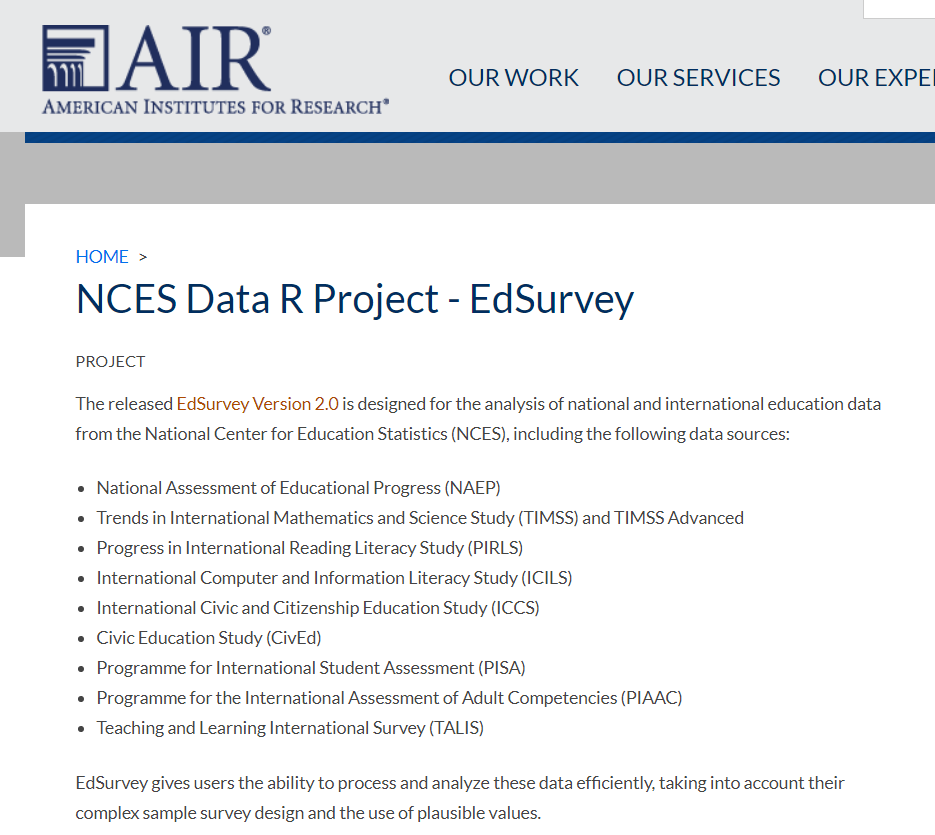 AIR®
AMERICAN INSTITUTES FOR RESEARCH®
OUR WORK OUR SERVICES OUR EXPE
HOME >
NCES Data R Project - EdSurvey
PROJECT
The released EdSurvey Version 2.0 is designed for the analysis of national and international education data
from the National Center for Education Statistics (NCES), including the following data sources:
• National Assessment of Educational Progress (NAEP)
• Trends in International Mathematics and Science Study (TIMSS) and TIMSS Advanced
• Progress in International Reading Literacy Study (PIRLS)
• International Computer and Information Literacy Study (ICILS)
• International Civic and Citizenship Education Study (ICCS)
• Civic Education Study (CivEd)
• Programme for International Student Assessment (PISA)
• Programme for the International Assessment of Adult Competencies (PIAAC)
• Teaching and Learning International Survey (TALIS)
EdSurvey gives users the ability to process and analyze these data efficiently, taking into account their
complex sample survey design and the use of plausible values.